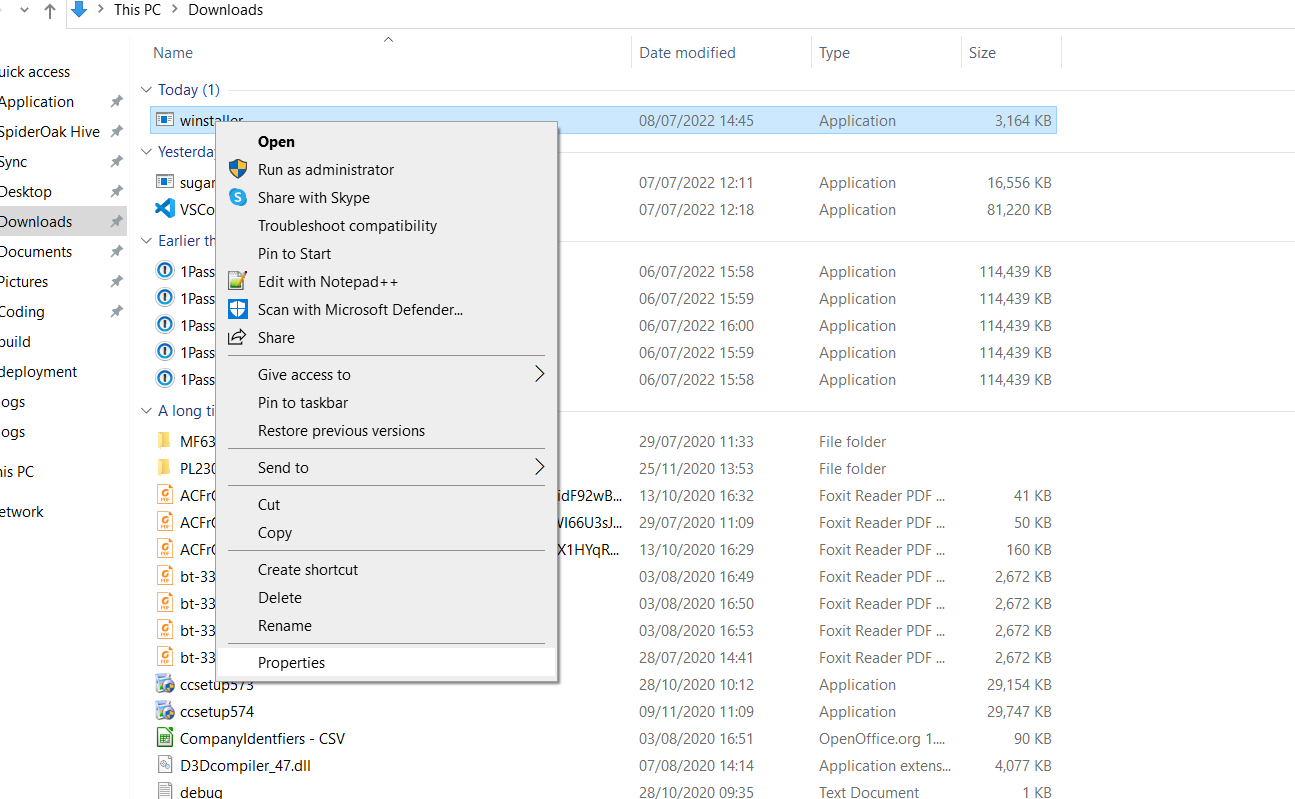 This PC > Downloads
Name Date modified Type Size
uick access
Application
SpiderOak Hive
Sync
Desktop
Downloads
Documents
Pictures
Coding
build
deployment
ogs
ogs
his PC
etwork
Today (1)
winstaller 08/07/2022 14:45 Application 3,164 KB
Yesterda
sugar 07/07/2022 12:11 Application 16,556 KB
VSCo 07/07/2022 12:18 Application 81,220 KB
Earlier th
1Pass 06/07/2022 15:58 Application 114,439 KB
1Pass 06/07/2022 15:59 Application 114,439 KB
1Pass 06/07/2022 16:00 Application 114,439 KB
1Pass 06/07/2022 15:59 Application 114,439 KB
1Pass 06/07/2022 15:58 Application 114,439 KB
A long ti
MF63 29/07/2020 11:33 File folder
PL230 25/11/2020 13:53 File folder
ACFr idF92wB... 13/10/2020 16:32 Foxit Reader PDF ... 41 KB
ACFr WI66U3sJ... 29/07/2020 11:09 Foxit Reader PDF ... 50 KB
ACFr X1HYqR... 13/10/2020 16:29 Foxit Reader PDF ... 160 KB
bt-33 03/08/2020 16:49 Foxit Reader PDF ... 2,672 KB
bt-33 03/08/2020 16:50 Foxit Reader PDF ... 2,672 KB
bt-33 03/08/2020 16:53 Foxit Reader PDF ... 2,672 KB
bt-33 28/07/2020 14:41 Foxit Reader PDF ... 2,672 KB
ccsetup573 28/10/2020 10:12 Application 29,154 KB
ccsetup574 09/11/2020 11:09 Application 29,747 KB
CompanyIdentfiers - CSV 03/08/2020 16:51 OpenOffice.org 1.... 90 KB
D3Dcompiler_47.dll 07/08/2020 14:14 Application extens... 4,077 KB
debug 28/10/2020 09:35 Text Document 1 KB
Open
Run as administrator
Share with Skype
Troubleshoot compatibility
Pin to Start
Edit with Notepad++
Scan with Microsoft Defender...
Share
Give access to
Pin to taskbar
Restore previous versions
Send to
Cut
Copy
Create shortcut
Delete
Rename
Properties